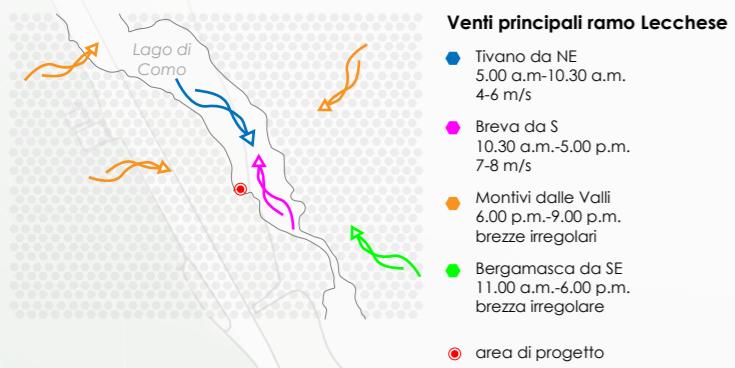 Lago di
Como
Venti principali ramo Lecchese
Tivano da NE
5.00 a.m-10.30 a.m.
4-6 m/s
Breva da S
10.30 a.m.-5.00 p.m.
7-8 m/s
Montivi dalle Valli
6.00 p.m.-9.00 p.m.
brezze irregolari
Bergamasca da SE
11.00 a.m.-6.00 p.m.
brezza irregolare
area di progetto